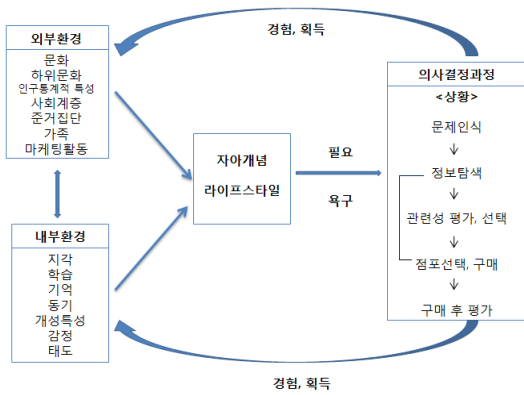 경험, 획득
외부환경
문화
하위문화
인구통계적 특성
사회계층
준거집단
가족
마케팅활동
내부환경
지각
학습
기억
동기
개성특성
감정
태도
자아개념
라이프스타일
필요
욕구
의사결정과정
<상황>
문제인식
정보탐색
관련성 평가, 선택
점포선택, 구매
구매 후 평가
경험, 획득